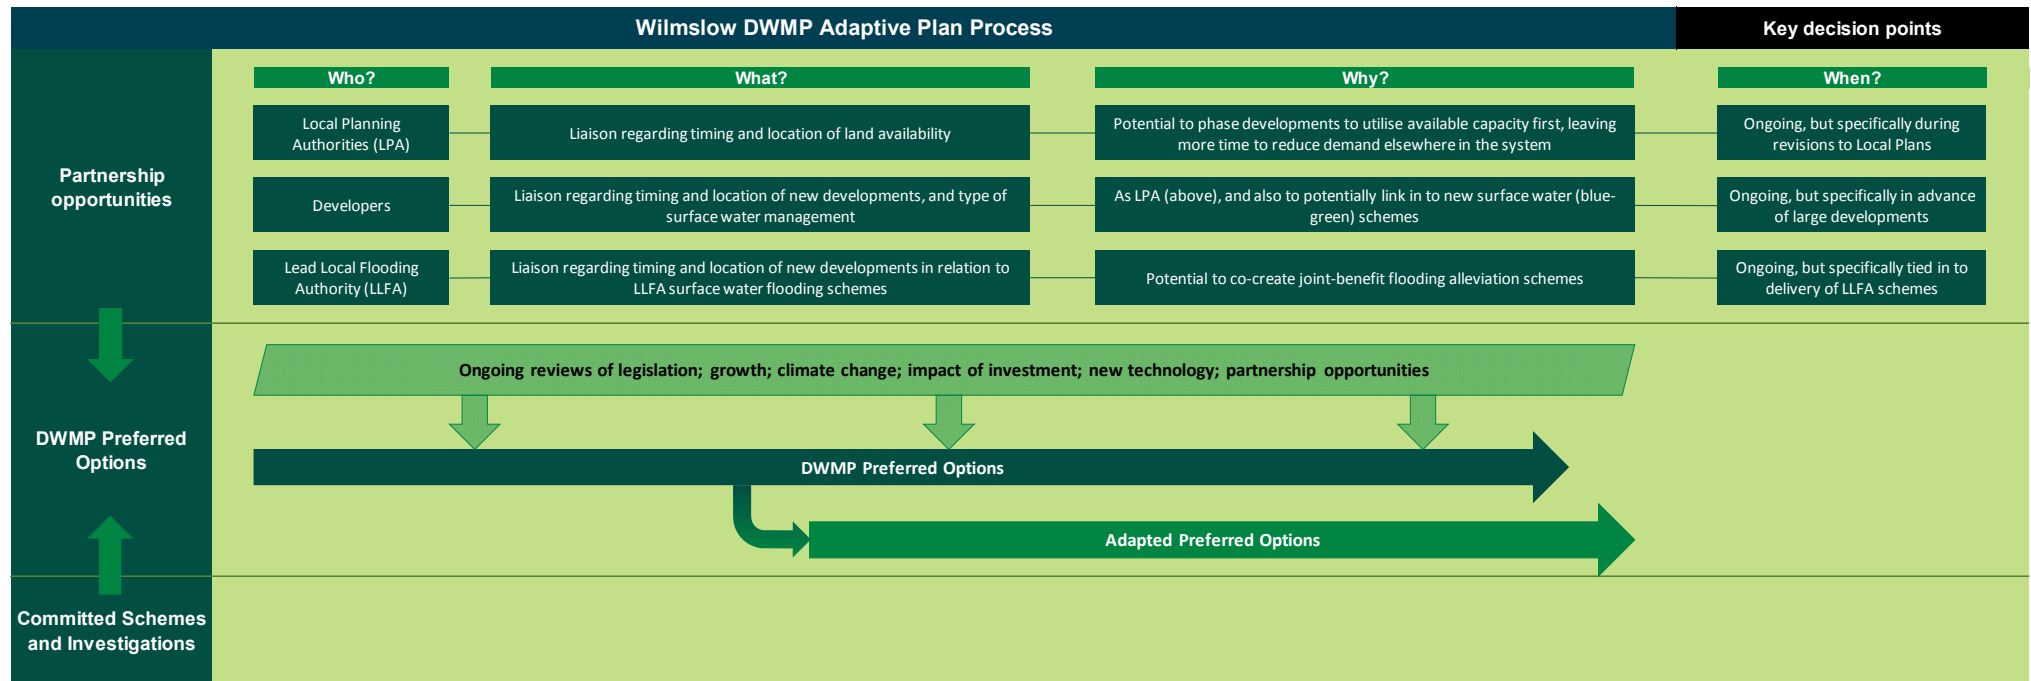 Wilmslow DWMP Adaptive Plan Process
Key decision points
Partnership
opportunities
Who?
What?
Why?
When?
Local Planning
Authorities (LPA)
Liaison regarding timing and location of land availability
Potential to phase developments to utilise available capacity first, leaving
more time to reduce demand elsewhere in the system
Ongoing, but specifically during
revisions to Local Plans
Developers
Liaison regarding timing and location of new developments, and type of
surface water management
As LPA (above), and also to potentially link in to new surface water (blue-
green) schemes
Ongoing, but specifically in advance
of large developments
Lead Local Flooding
Authority (LLFA)
Liaison regarding timing and location of new developments in relation to
LLFA surface water flooding schemes
Potential to co-create joint-benefit flooding alleviation schemes
Ongoing, but specifically tied in to
delivery of LLFA schemes
DWMP Preferred
Options
Ongoing reviews of legislation; growth; climate change; impact of investment; new technology; partnership opportunities
DWMP Preferred Options
Adapted Preferred Options
Committed Schemes
and Investigations